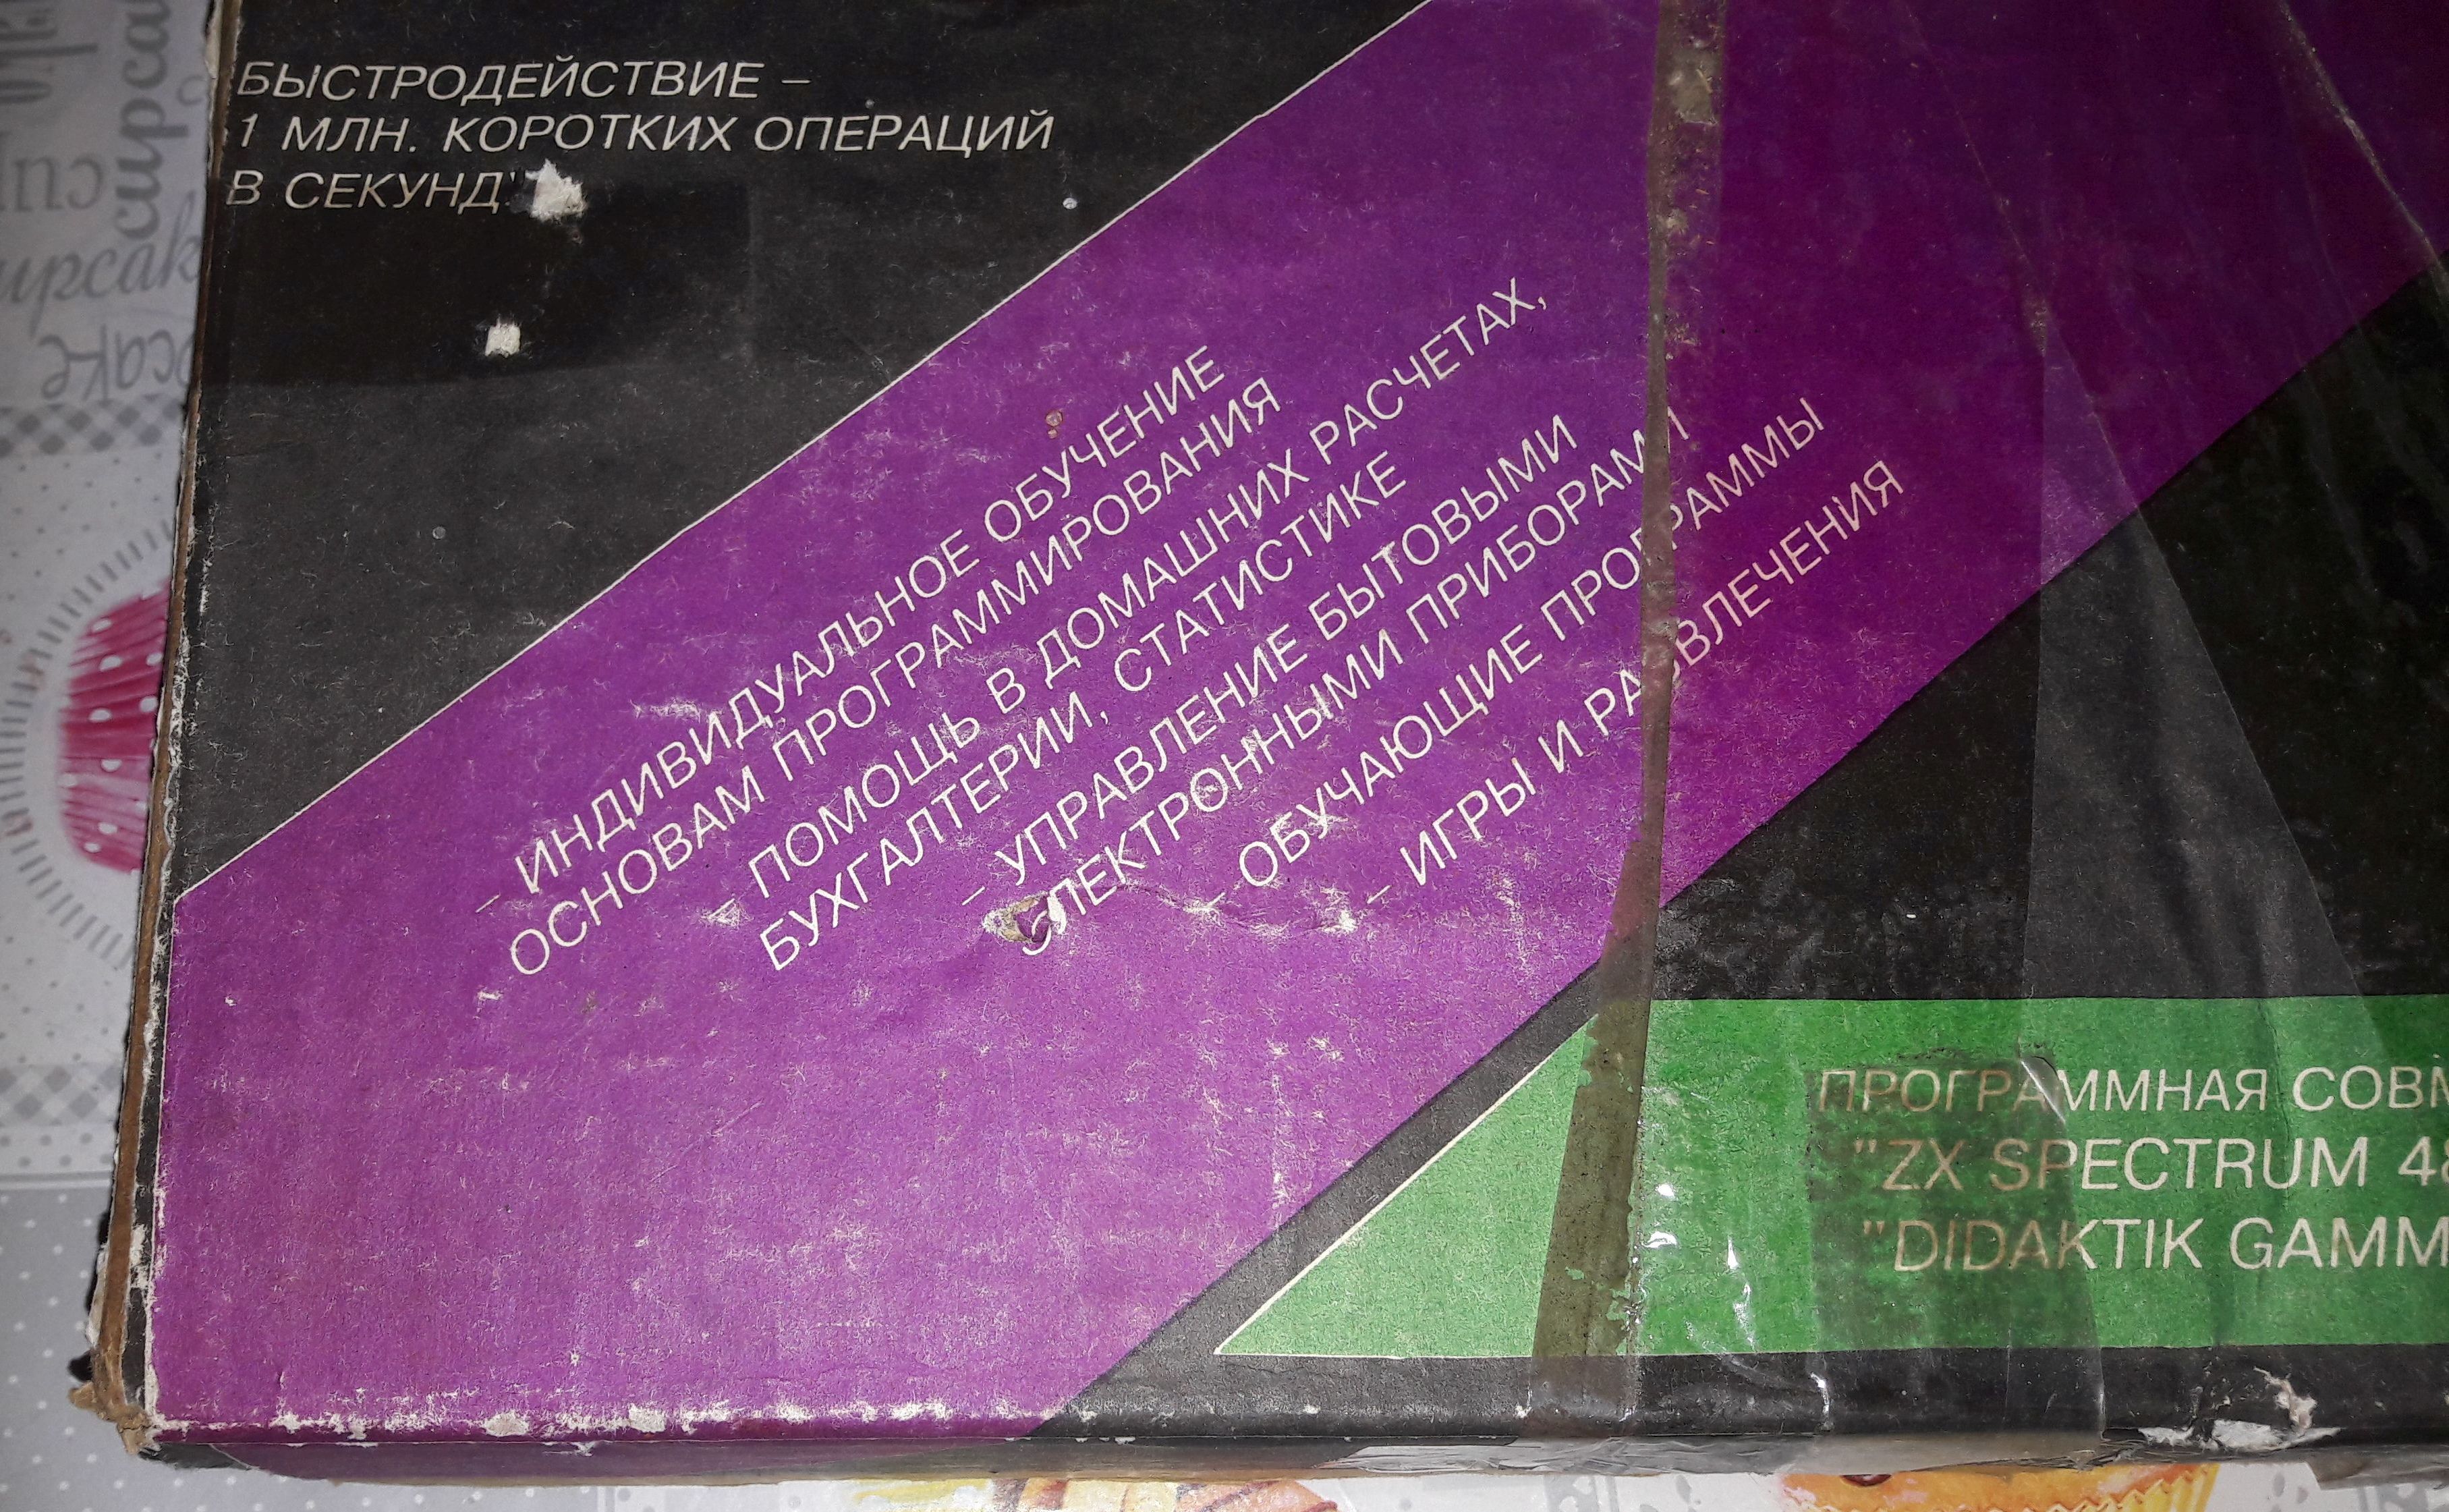 БЫСТРОДЕЙСТВИЕ –
1 МЛН. КОРОТКИХ ОПЕРАЦИЙ
В СЕКУНД
– ИНДИВИДУАЛЬНОЕ ОБУЧЕНИЕ
ОСНОВАМ ПРОГРАММИРОВАНИЯ
– ПОМОЩЬ В ДОМАШНИХ РАСЧЕТАХ,
БУХГАЛТЕРИИ, СТАТИСТИКЕ
– УПРАВЛЕНИЕ БЫТОВЫМИ
ЭЛЕКТРОННЫМИ ПРИБОРАМИ
– ОБУЧАЮЩИЕ ПРОГРАММЫ
– ИГРЫ И РАЗВЛЕЧЕНИЯ
ПРОГРАММНАЯ СОВМ
"ZX SPECTRUM 48
"DIDAKTIK GAMM